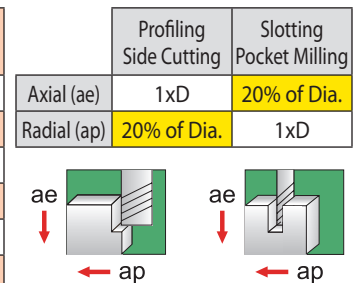 Profiling Side Cutting
Slotting Pocket Milling
Axial (ae) 1xD 20% of Dia.
Radial (ap) 20% of Dia. 1xD
ae ae
ap ap